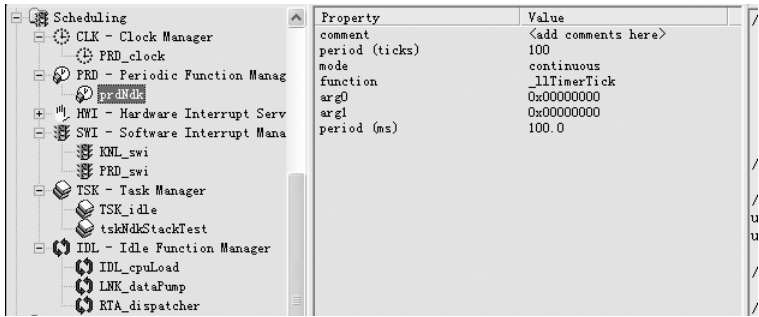 Scheduling
CLK - Clock Manager
PRD_clock
PRD - Periodic Function Manag
prdNdk
HWI - Hardware Interrupt Serv
SWI - Software Interrupt Mana
KNL_swi
PRD_swi
TSK - Task Manager
TSK_idle
tskNdkStackTest
IDL - Idle Function Manager
IDL_cpuLoad
LNK_dataPump
RTA_dispatcher
Property Value
comment <add comments here>
period (ticks) 100
mode continuous
function _llTimerTick
arg0 0x00000000
arg1 0x00000000
period (ms) 100.0
/
/
/
u
u
/
/